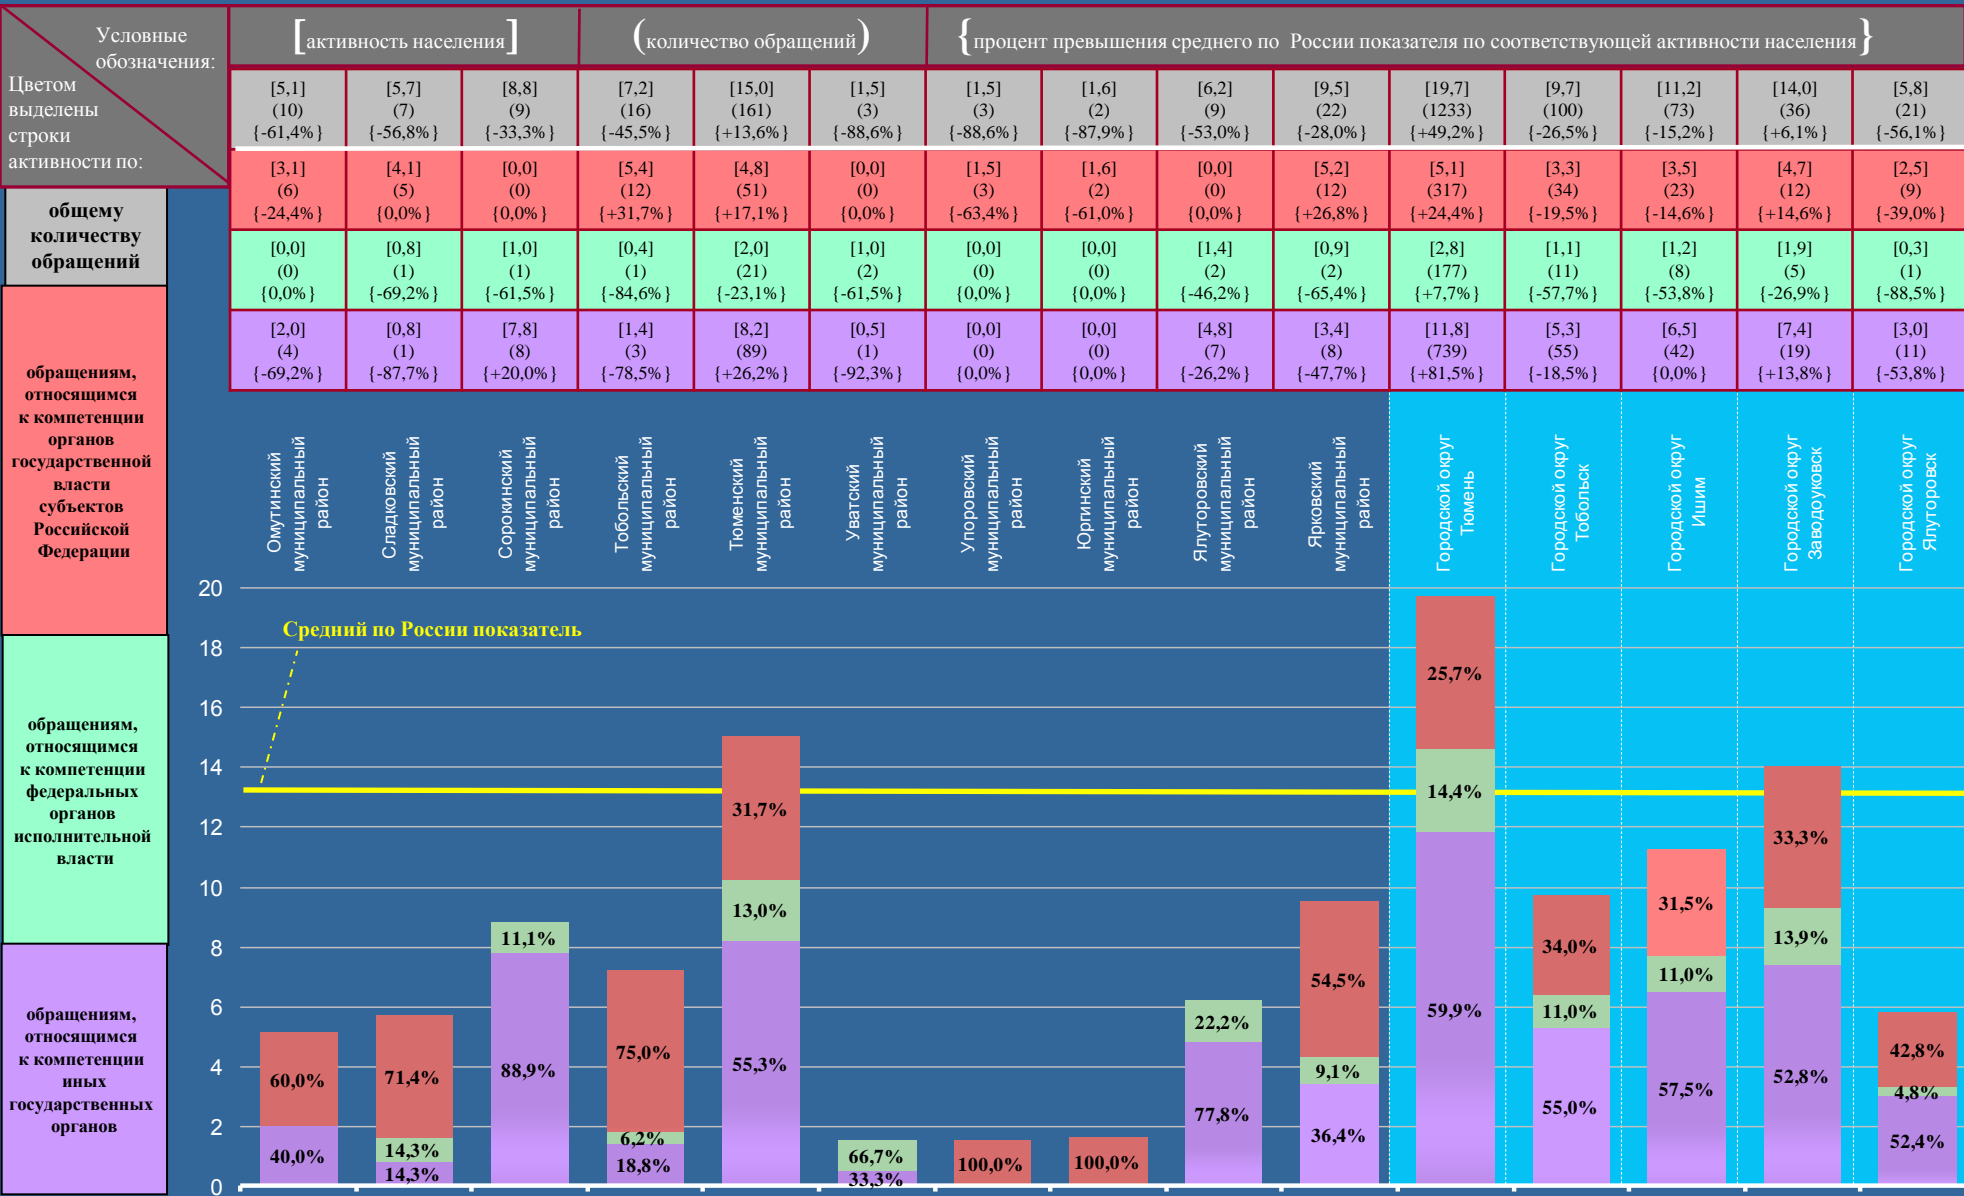 Условные
обозначения:
Цветом
выделены
строки
активности по:
[активность населения]
(количество обращений)
{процент превышения среднего по России показателя по соответствующей активности населения}
[5,1] [5,7] [8,8] [7,2] [15,0] [1,5] [1,5] [1,6] [6,2] [9,5] [19,7] [9,7] [11,2] [14,0] [5,8]
(10) (7) (9) (16) (161) (3) (3) (2) (9) (22) (1233) (100) (73) (36) (21)
{-61,4%} {-56,8%} {-33,3%} {-45,5%} {+13,6%} {-88,6%} {-88,6%} {-87,9%} {-53,0%} {-28,0%} {+49,2%} {-26,5%} {-15,2%} {+6,1%} {-56,1%}
[3,1] [4,1] [0,0] [5,4] [4,8] [0,0] [1,5] [1,6] [0,0] [5,2] [5,1] [3,3] [3,5] [4,7] [2,5]
(6) (5) (0) (12) (51) (0) (3) (2) (0) (12) (317) (34) (23) (12) (9)
{-24,4%} {0,0%} {0,0%} {+31,7%} {+17,1%} {0,0%} {-63,4%} {-61,0%} {0,0%} {+26,8%} {+24,4%} {-19,5%} {-14,6%} {+14,6%} {-39,0%}
[0,0] [0,8] [1,0] [0,4] [2,0] [1,0] [0,0] [0,0] [1,4] [0,9] [2,8] [1,1] [1,2] [1,9] [0,3]
(0) (1) (1) (1) (21) (2) (0) (0) (2) (2) (177) (11) (8) (5) (1)
{0,0%} {-69,2%} {-61,5%} {-84,6%} {-23,1%} {-61,5%} {0,0%} {0,0%} {-46,2%} {-65,4%} {+7,7%} {-57,7%} {-53,8%} {-26,9%} {-88,5%}
[2,0] [0,8] [7,8] [1,4] [8,2] [0,5] [0,0] [0,0] [4,8] [3,4] [11,8] [5,3] [6,5] [7,4] [3,0]
(4) (1) (8) (3) (89) (1) (0) (0) (7) (8) (739) (55) (42) (19) (11)
{-69,2%} {-87,7%} {+20,0%} {-78,5%} {+26,2%} {-92,3%} {0,0%} {0,0%} {-26,2%} {-47,7%} {+81,5%} {-18,5%} {0,0%} {+13,8%} {-53,8%}
общему
количеству
обращений
обращениям,
относящимся
к компетенции
органов
государственной
власти
субъектов
Российской
Федерации
обращениям,
относящимся
к компетенции
федеральных
органов
исполнительной
власти
обращениям,
относящимся
к компетенции
иных
государственных
органов
Омутинский
муниципальный
район
Сладковский
муниципальный
район
Сорокинский
муниципальный
район
Тобольский
муниципальный
район
Тюменский
муниципальный
район
Уватский
муниципальный
район
Упоровский
муниципальный
район
Юргинский
муниципальный
район
Ялуторовский
муниципальный
район
Ярковский
муниципальный
район
Городской округ
Тюмень
Городской округ
Тобольск
Городской округ
Ишим
Городской округ
Заводоуковск
Городской округ
Ялуторовск
Средний по России показатель
20
18
16
14
12
10
8
6
4
2
0
60,0%
40,0%
71,4%
14,3%
14,3%
11,1%
88,9%
75,0%
6,2%
18,8%
31,7%
13,0%
55,3%
66,7%
33,3%
100,0%
100,0%
22,2%
77,8%
54,5%
9,1%
36,4%
25,7%
14,4%
59,9%
34,0%
11,0%
55,0%
31,5%
11,0%
57,5%
33,3%
13,9%
52,8%
42,8%
4,8%
52,4%